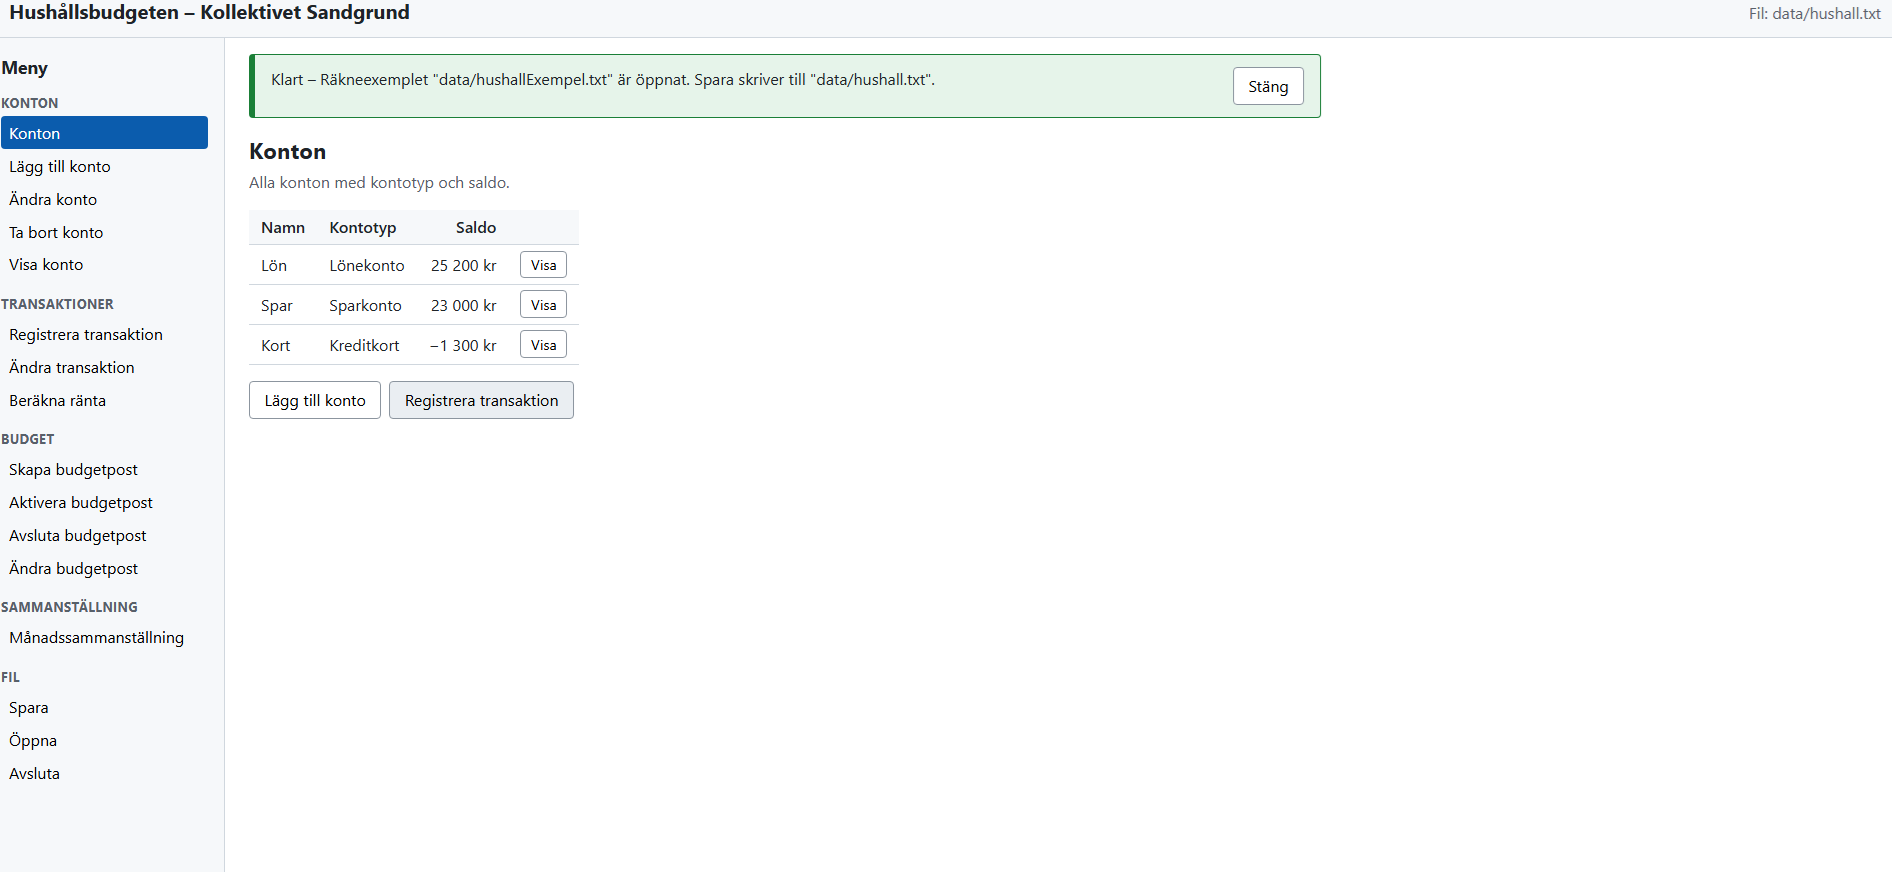 Hushållsbudgeten – Kollektivet Sandgrund
Fil: data/hushall.txt
Meny
KONTON
Konton
Lägg till konto
Ändra konto
Ta bort konto
Visa konto
TRANSAKTIONER
Registrera transaktion
Ändra transaktion
Beräkna ränta
BUDGET
Skapa budgetpost
Aktivera budgetpost
Avsluta budgetpost
Ändra budgetpost
SAMMANSTÄLLNING
Månadssammanställning
FIL
Spara
Öppna
Avsluta
Klart – Räkneexemplet "data/hushallExempel.txt" är öppnat. Spara skriver till "data/hushall.txt".
Stäng
Konton
Alla konton med kontotyp och saldo.
Namn Kontotyp Saldo
Lön Lönekonto 25 200 kr Visa
Spar Sparkonto 23 000 kr Visa
Kort Kreditkort −1 300 kr Visa
Lägg till konto Registrera transaktion